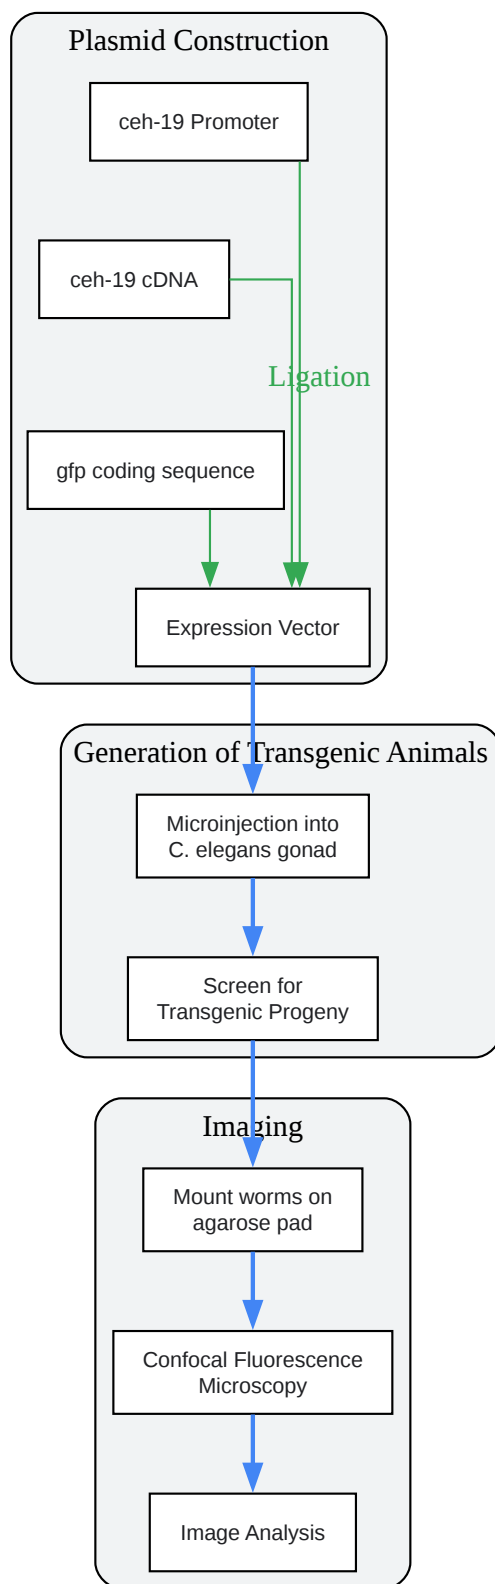 Plasmid Construction
ceh-19 Promoter
ceh-19 cDNA
Ligation
gfp coding sequence
Expression Vector
Generation of Transgenic Animals
Microinjection into
C. elegans gonad
Screen for
Transgenic Progeny
Imaging
Mount worms on
agarose pad
Confocal Fluorescence
Microscopy
Image Analysis